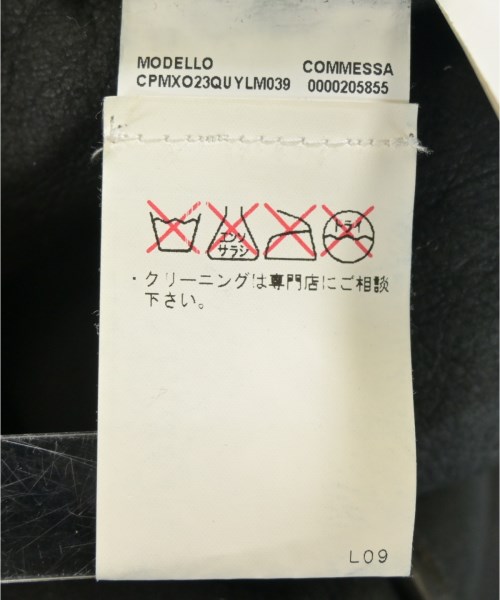 MODELLO COMMESSA
CPMXO23QUYLM039 0000205855
エンソサラシ
ドライ
・クリーニングは専門店にご相談
下さい。
L09